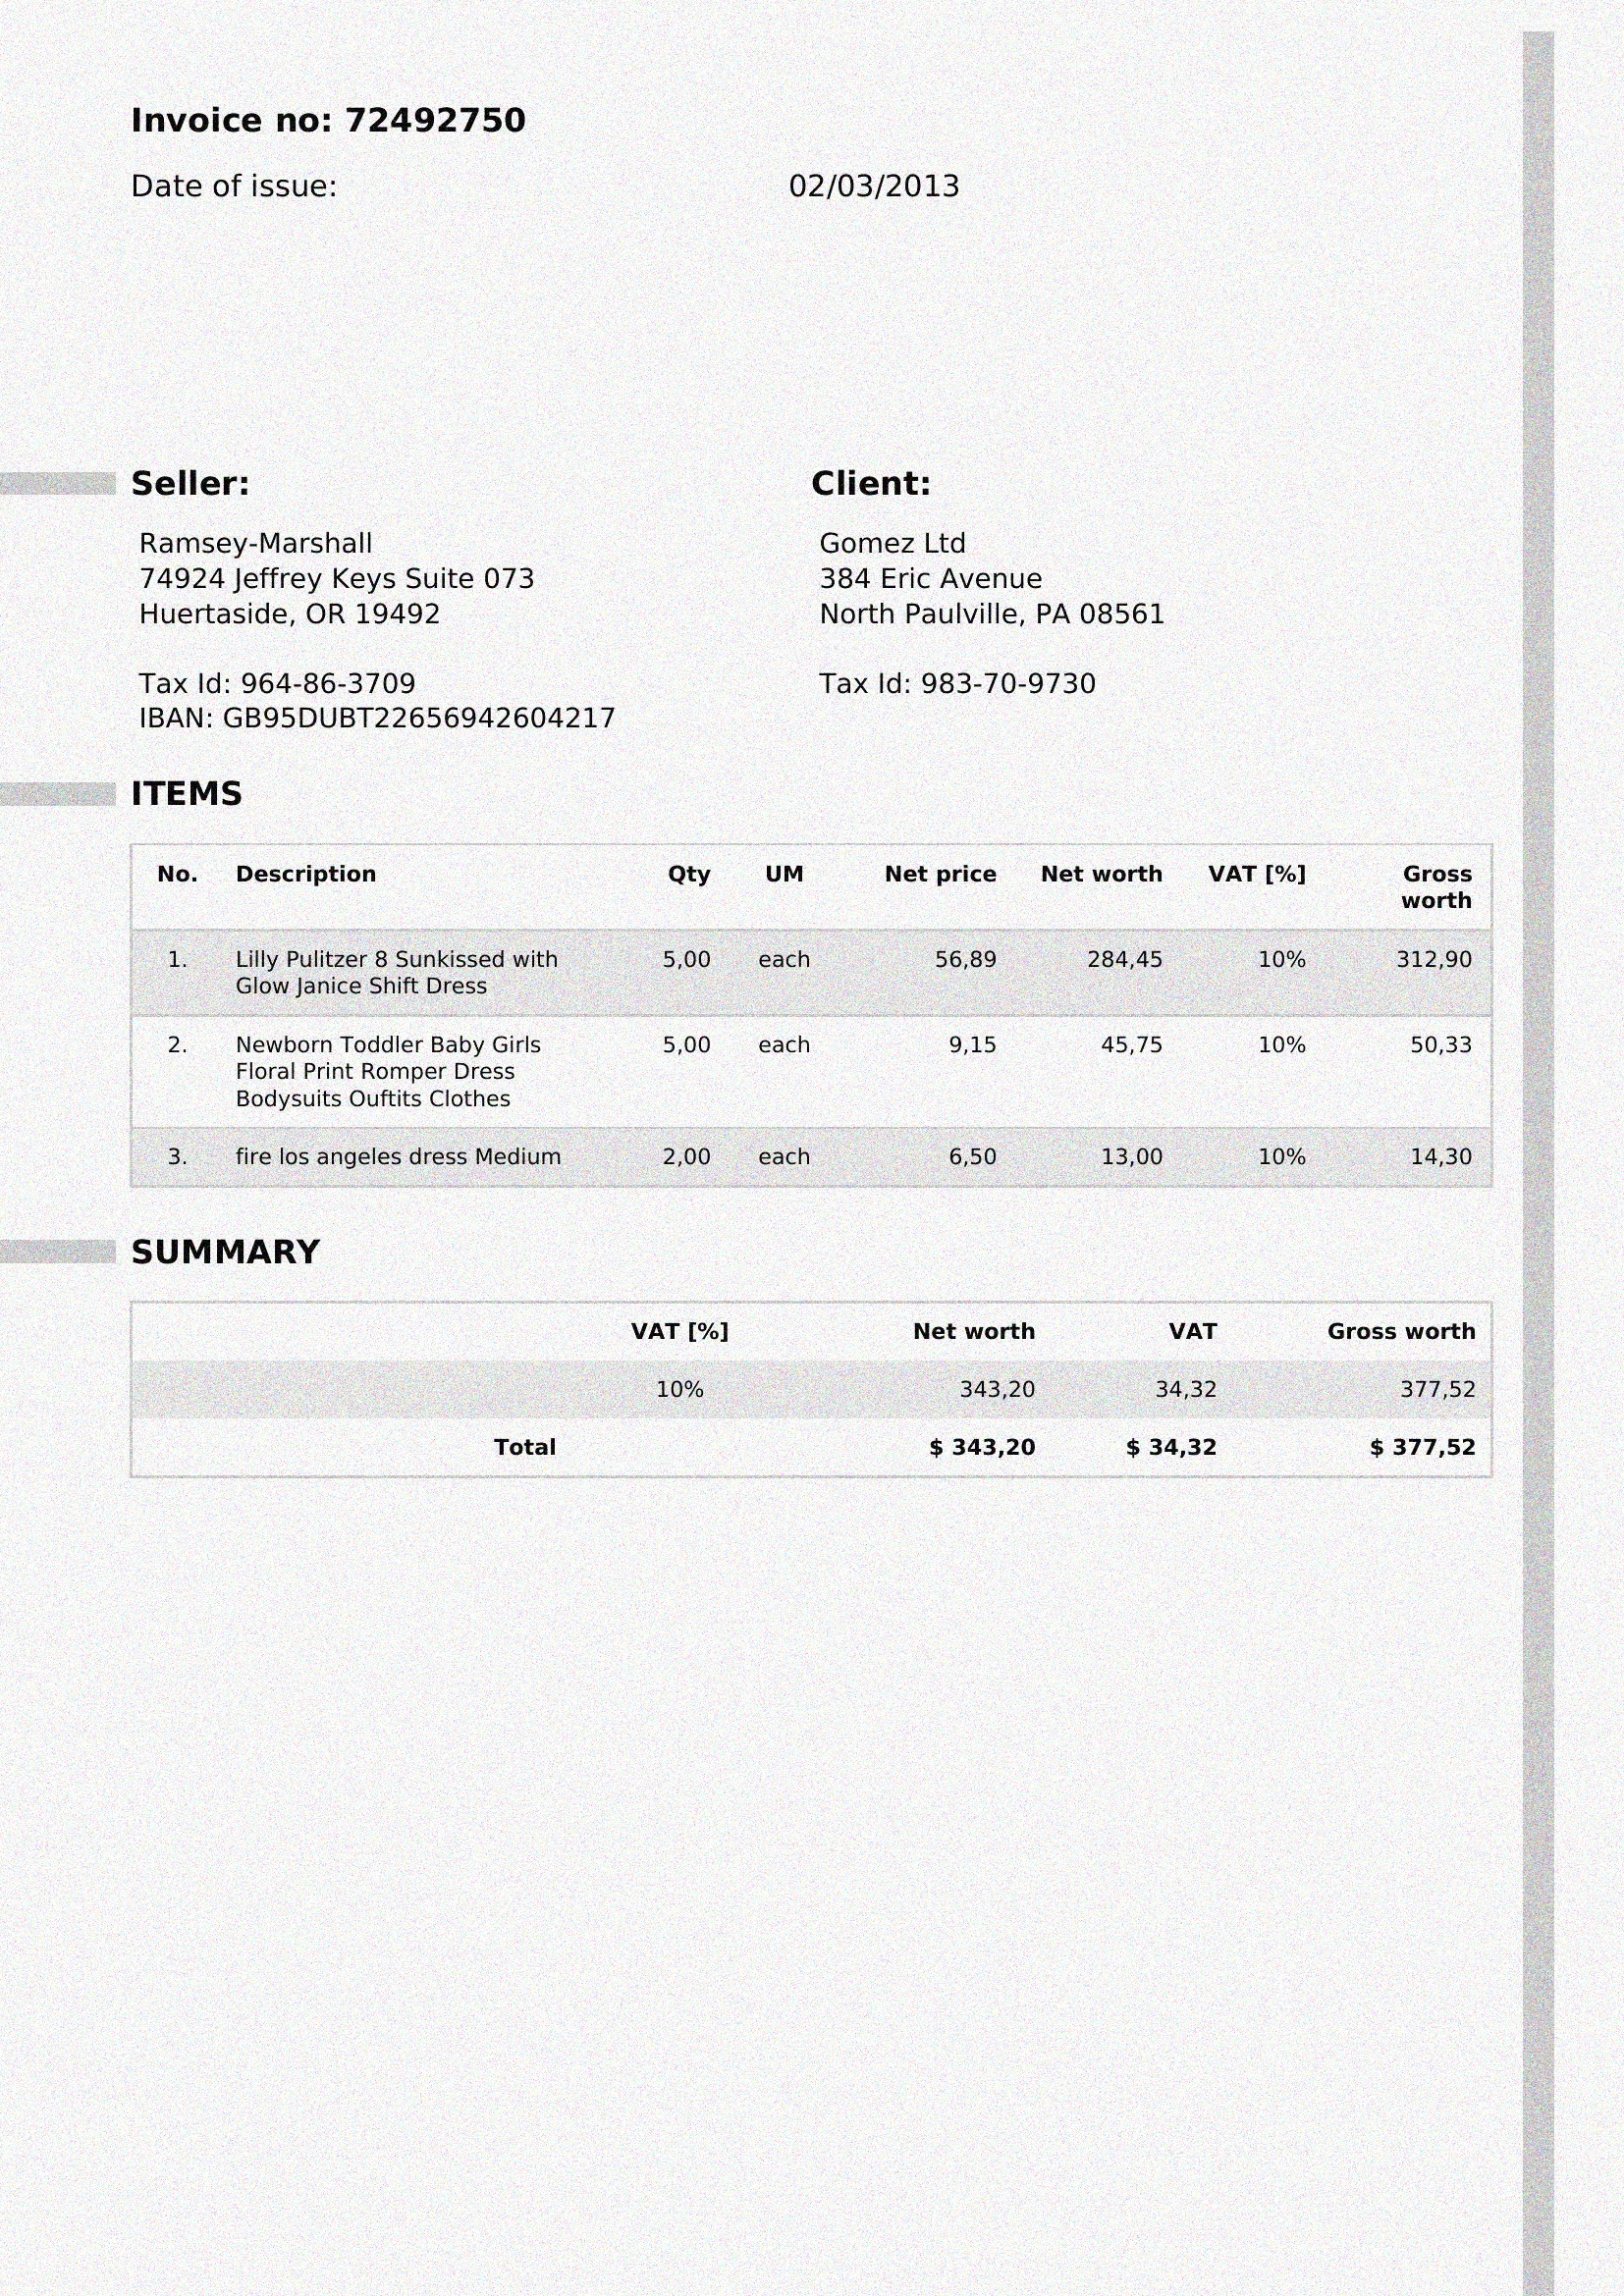 Invoice no: 72492750
Date of issue: 02/03/2013
Seller:
Ramsey-Marshall
74924 Jeffrey Keys Suite 073
Huertaside, OR 19492
Tax Id: 964-86-3709
IBAN: GB95DUBT22656942604217
Client:
Gomez Ltd
384 Eric Avenue
North Paulville, PA 08561
Tax Id: 983-70-9730
ITEMS
No. Description Qty UM Net price Net worth VAT [%] Gross
worth
1. Lilly Pulitzer 8 Sunkissed with 5,00 each 56,89 284,45 10% 312,90
Glow Janice Shift Dress
2. Newborn Toddler Baby Girls 5,00 each 9,15 45,75 10% 50,33
Floral Print Romper Dress
Bodysuits Ouftits Clothes
3. fire los angeles dress Medium 2,00 each 6,50 13,00 10% 14,30
SUMMARY
VAT [%] Net worth VAT Gross worth
10% 343,20 34,32 377,52
Total $ 343,20 $ 34,32 $ 377,52